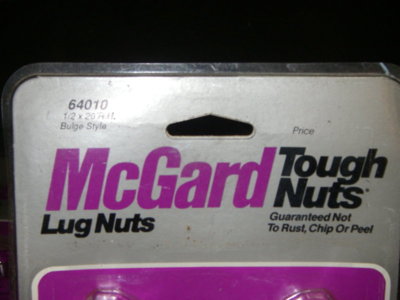 64010
1/2 x 20 R.H.
Bulge Style
Price
McGard Tough Nuts
Lug Nuts
Guaranteed Not
To Rust, Chip Or Peel